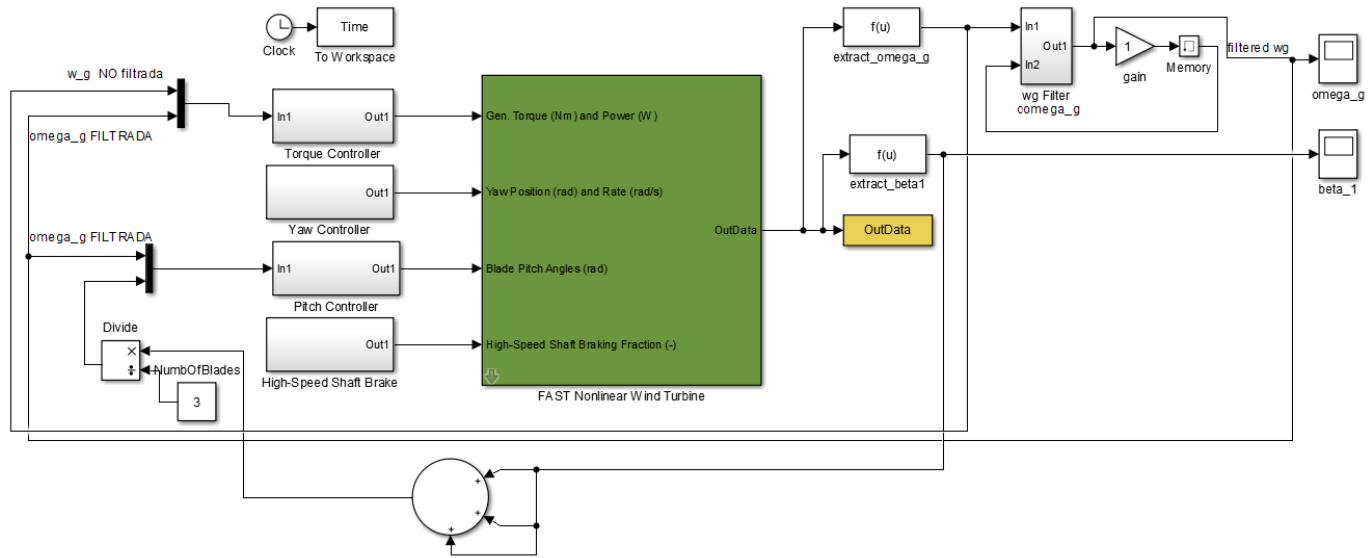 Time
Clock
To Workspace
f(u)
extract_omega_g
In1
In2
Out1
wg Filter
comega_g
1
gain
Memory
filtered wg
omega_g
w_g NO filtrada
omega_g FILTRADA
In1
Out1
Torque Controller
Gen. Torque (Nm) and Power (W)
f(u)
extract_beta1
beta_1
Out1
Yaw Controller
Yaw Position (rad) and Rate (rad/s)
OutData
OutData
omega_g FILTRADA
In1
Out1
Pitch Controller
Blade Pitch Angles (rad)
Divide
×
÷
NumbOfBlades
3
Out1
High-Speed Shaft Brake
High-Speed Shaft Braking Fraction (-)
FAST Nonlinear Wind Turbine
+
+
+